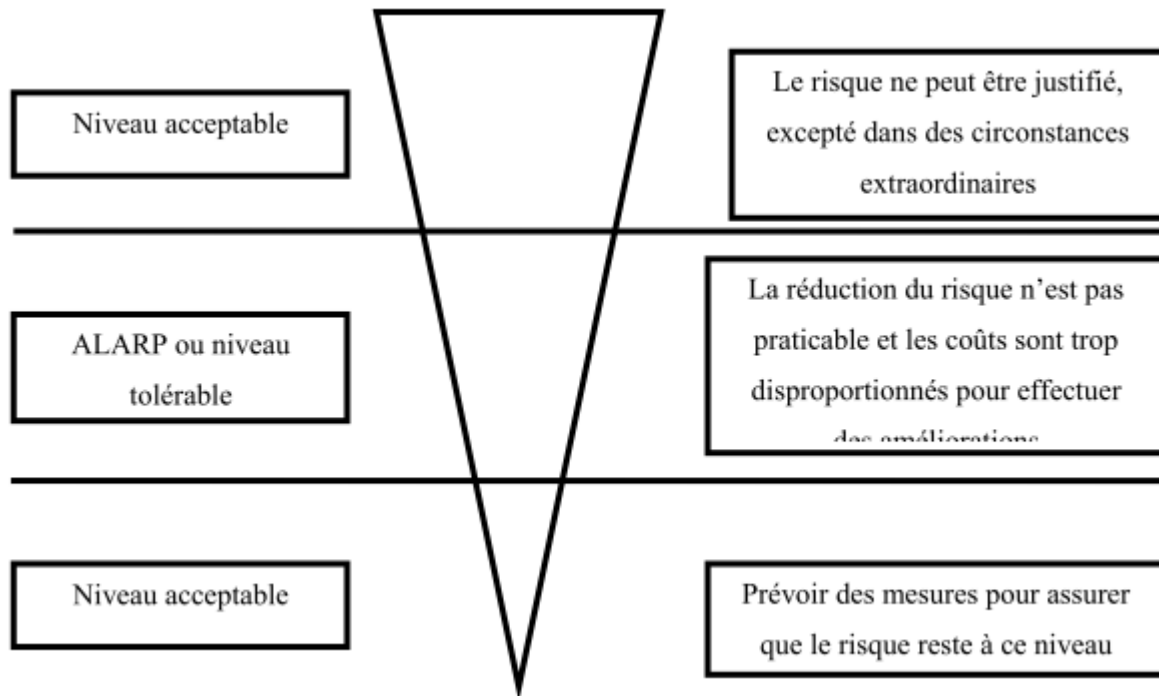 Niveau acceptable
Le risque ne peut être justifié,
excepté dans des circonstances
extraordinaires
ALARP ou niveau
tolérable
La réduction du risque n’est pas
praticable et les coûts sont trop
disproportionnés pour effectuer
des améliorations
Niveau acceptable
Prévoir des mesures pour assurer
que le risque reste à ce niveau